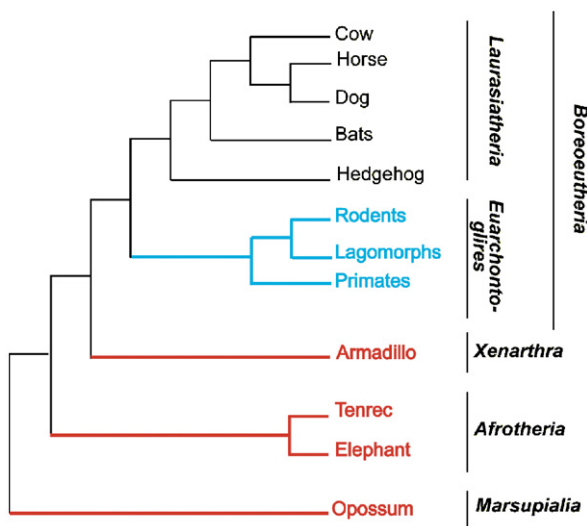 Cow
Horse
Dog
Bats
Hedgehog
Laurasiatheria
Rodents
Lagomorphs
Primates
Euarchonto-
glires
Boreoeutheria
Armadillo
Xenarthra
Tenrec
Elephant
Afrotheria
Opossum
Marsupialia